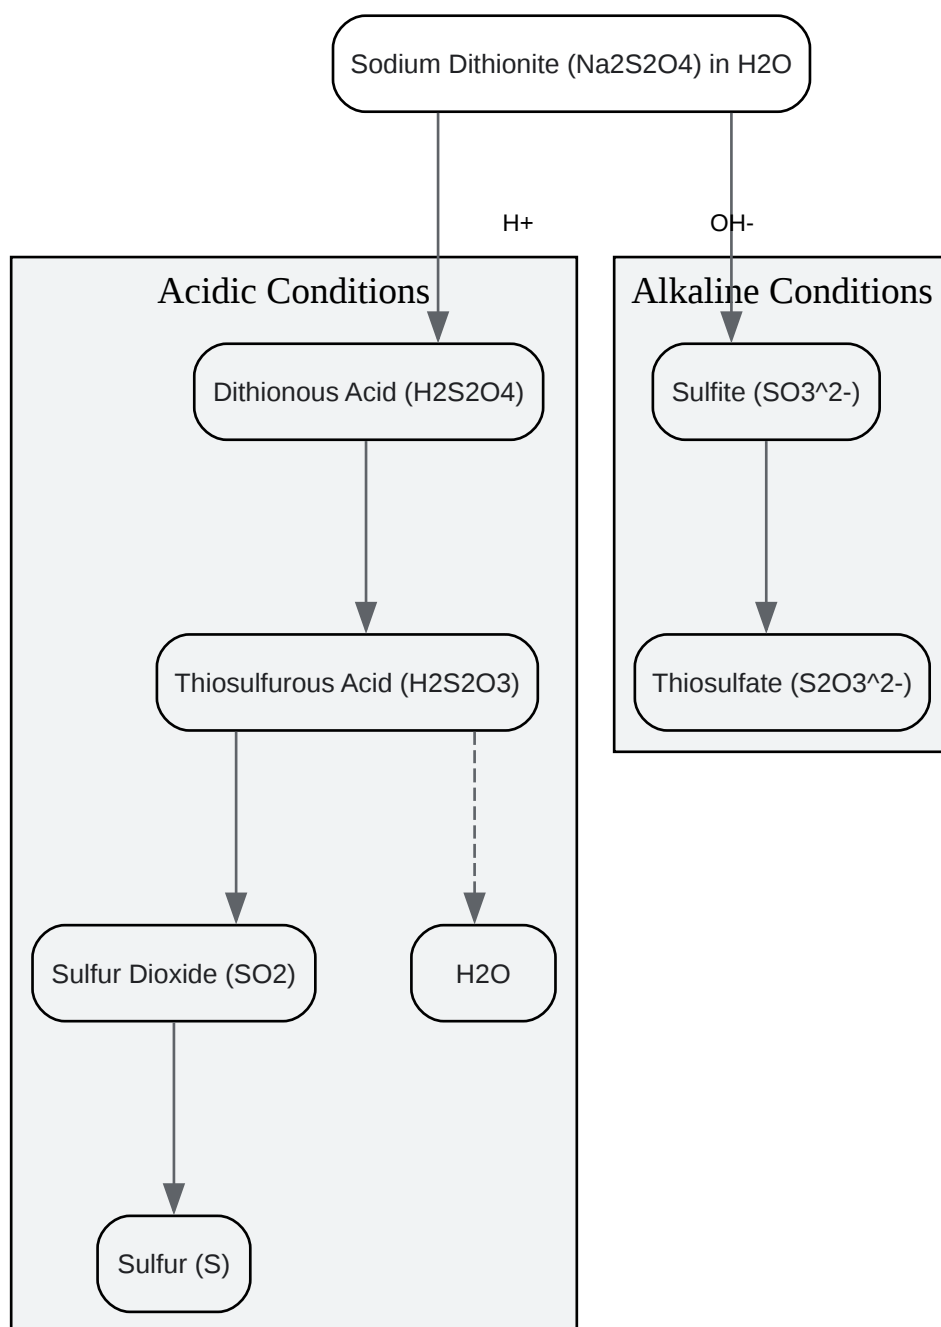 Sodium Dithionite (Na2S2O4) in H2O
H+
OH-
Acidic Conditions
Alkaline Conditions
Dithionous Acid (H2S2O4)
Sulfite (SO3^2-)
Thiosulfurous Acid (H2S2O3)
Thiosulfate (S2O3^2-)
Sulfur Dioxide (SO2)
H2O
Sulfur (S)